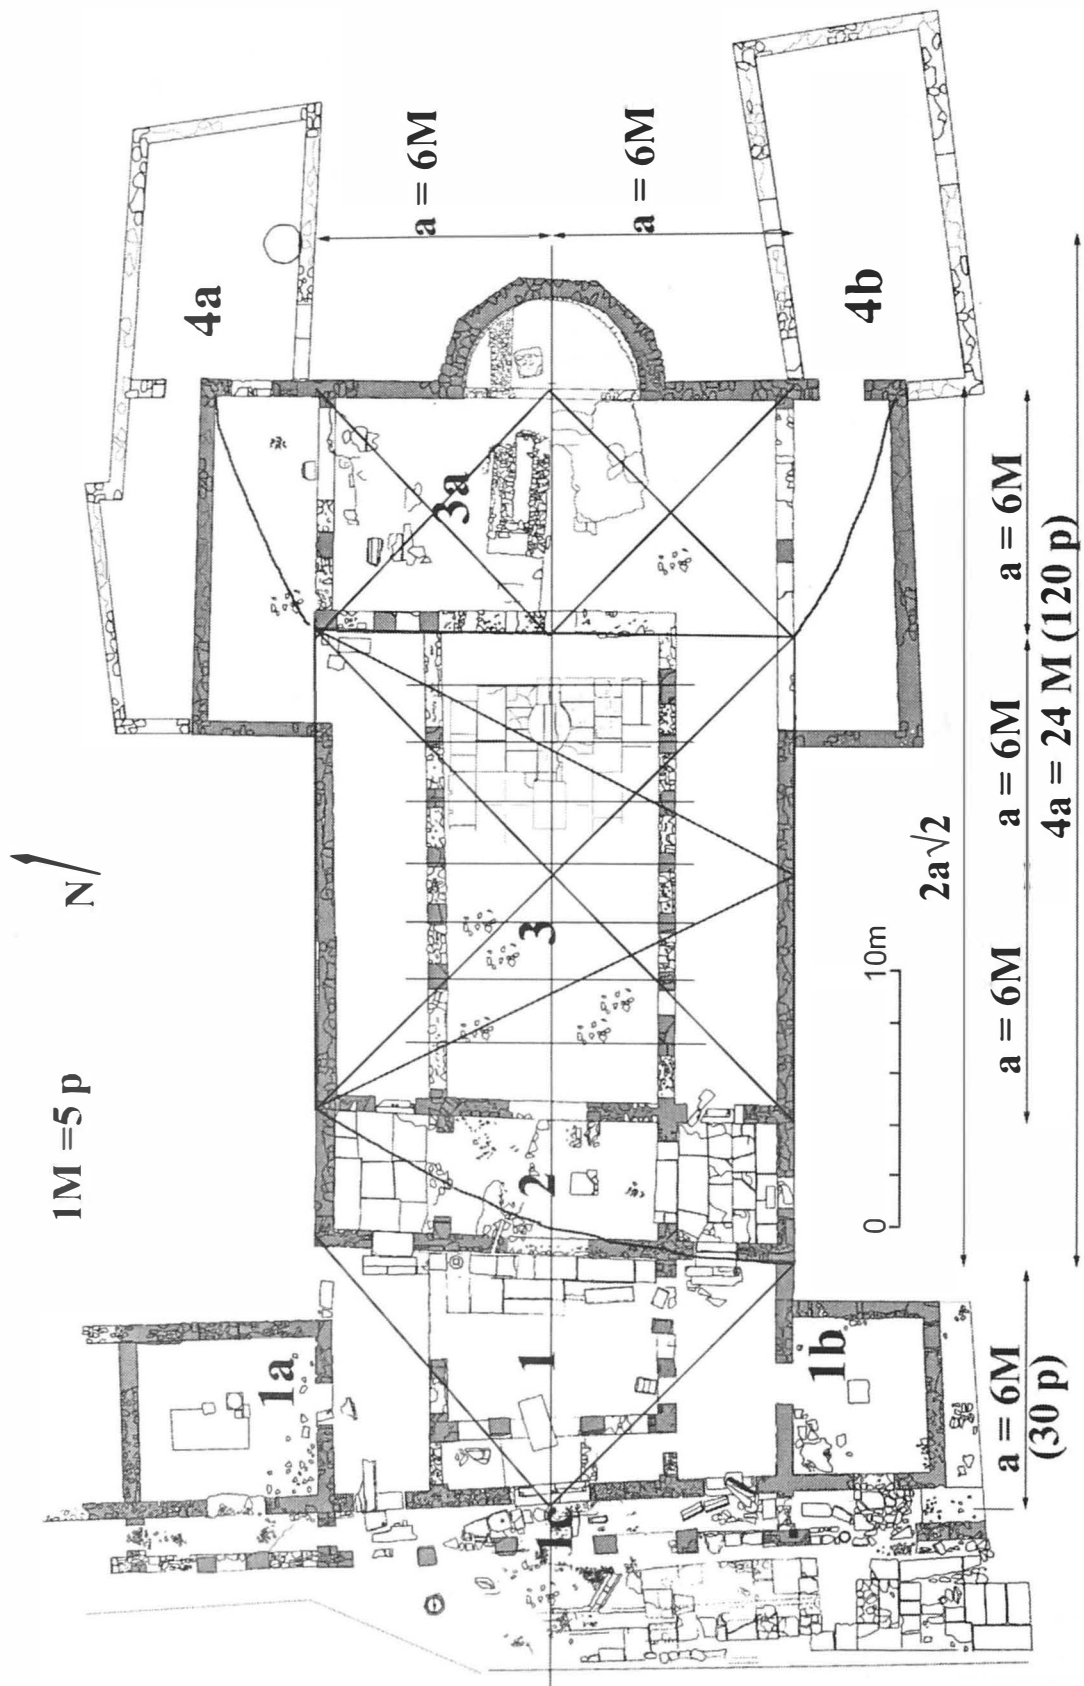 a = 6M
a = 6M
4a
4b
3a
a = 6M
4a = 24 M (120 p)
a = 6M
2a√2
N
3
a = 6M
10m
0
1M =5 p
2
1
1a
1b
a = 6M
(30 p)
1c